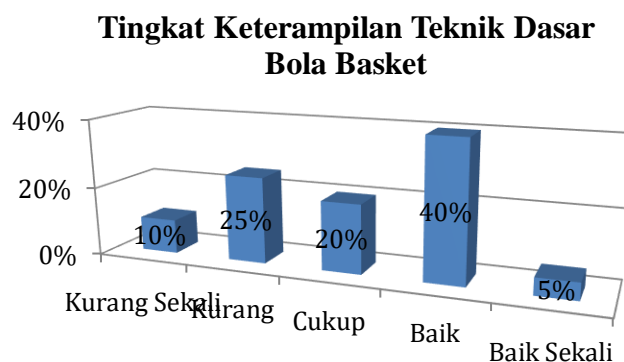 Tingkat Keterampilan Teknik Dasar
Bola Basket
40%
20%
0%
10%
25%
20%
40%
5%
Kurang Sekali
Kurang
Cukup
Baik
Baik Sekali